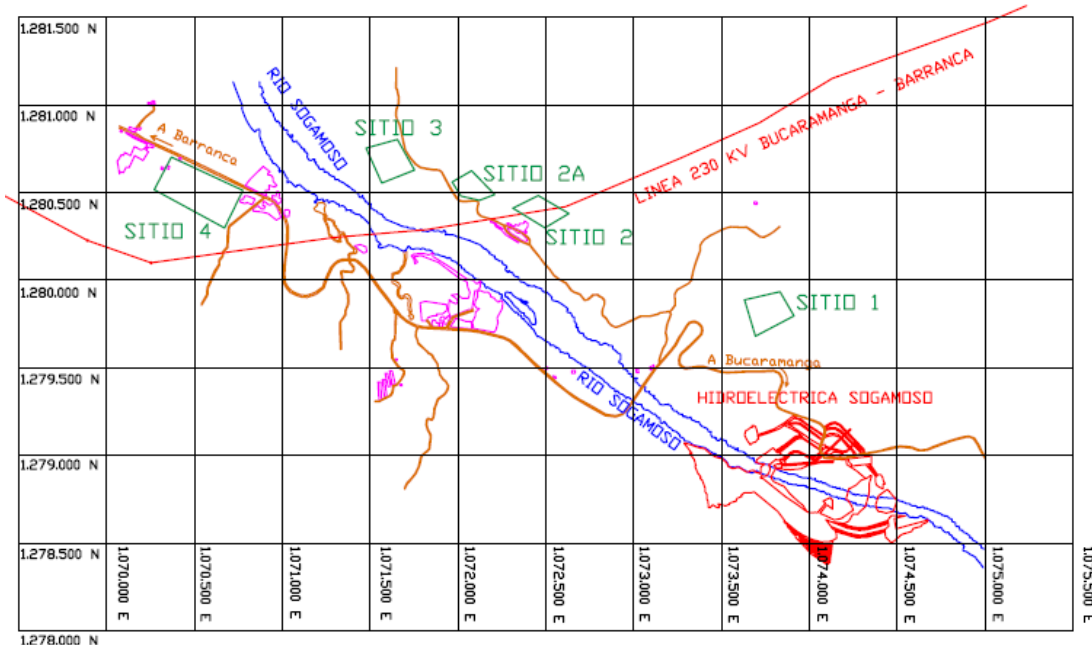 1.281.500 N
1.281.000 N
1.280.500 N
1.280.000 N
1.279.500 N
1.279.000 N
1.278.500 N
1.278.000 N
RIO SOGAMOSO
A Barranca
SITIO 3
SITIO 2A
SITIO 2
SITIO 4
LINEA 230 KV BUCARAMANGA - BARRANCA
SITIO 1
A Bucaramanga
RIO SOGAMOSO
HIDROELECTRICA SOGAMOSO
1.070.000 E
1.070.500 E
1.071.000 E
1.071.500 E
1.072.000 E
1.072.500 E
1.073.000 E
1.073.500 E
1.074.000 E
1.074.500 E
1.075.000 E
1.075.500 E